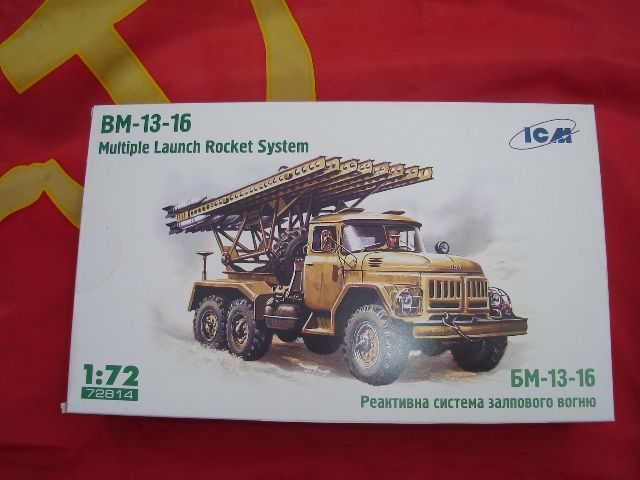 BM-13-16
Multiple Launch Rocket System
ICM
1:72
72814
БМ-13-16
Реактивна система залпового вогню